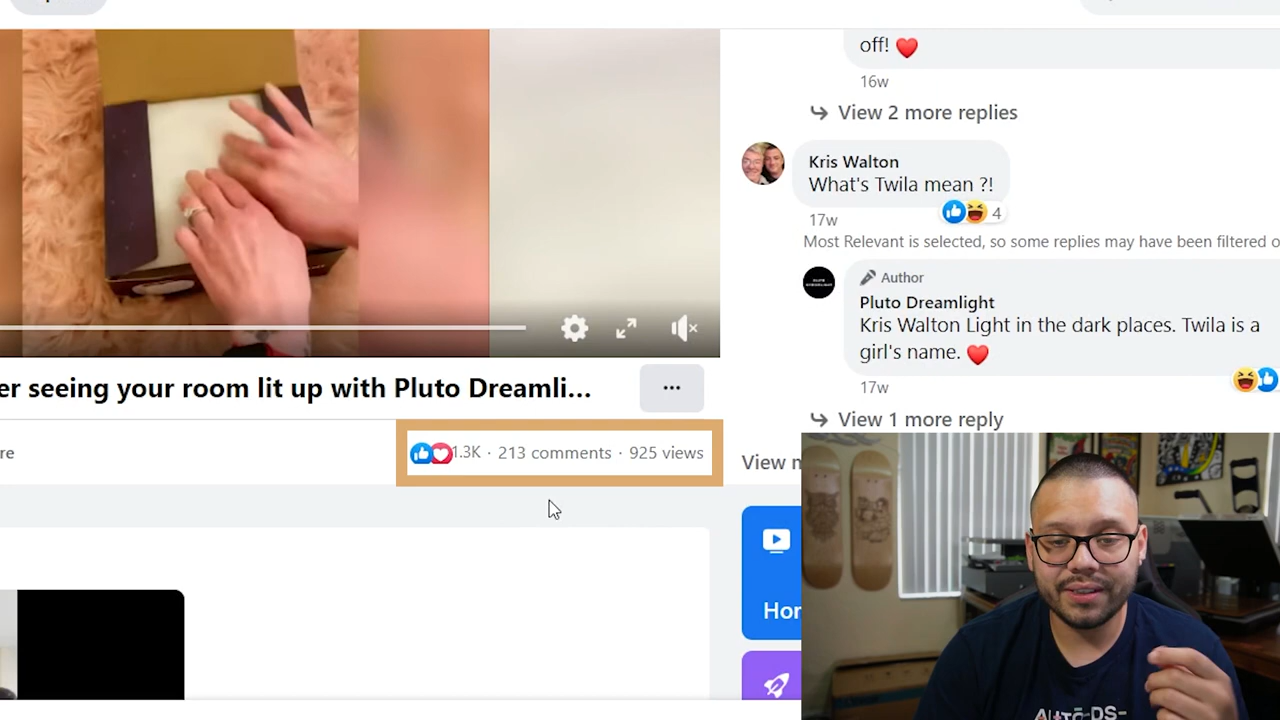 off! ❤️
16w
View 2 more replies
Kris Walton
What's Twila mean ?!
4
17w
Most Relevant is selected, so some replies may have been filtered o
Author
Pluto Dreamlight
Kris Walton Light in the dark places. Twila is a
girl's name. ❤️
17w
View 1 more reply
er seeing your room lit up with Pluto Dreamli...
...
re
1.3K · 213 comments · 925 views
View
Hor
AUTO-DS-